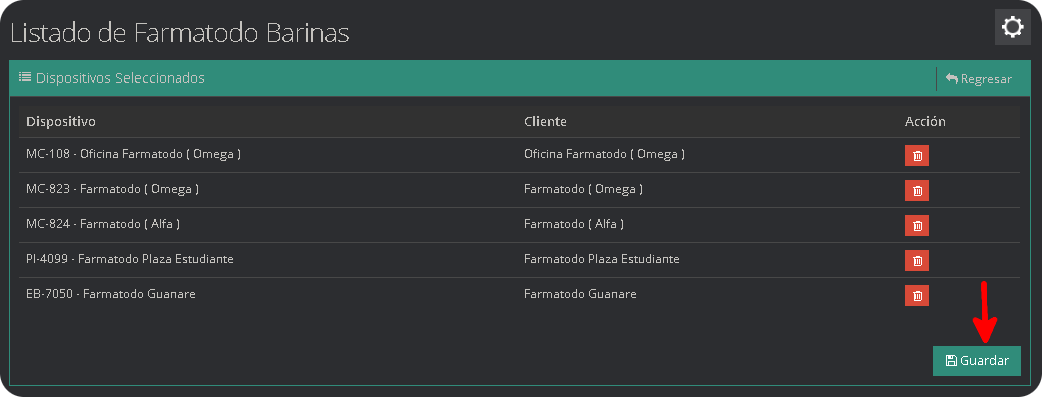 Listado de Farmatodo Barinas
Dispositivos Seleccionados Regresar
Dispositivo Cliente Acción
MC-108 - Oficina Farmatodo ( Omega ) Oficina Farmatodo ( Omega )
MC-823 - Farmatodo ( Omega ) Farmatodo ( Omega )
MC-824 - Farmatodo ( Alfa ) Farmatodo ( Alfa )
PI-4099 - Farmatodo Plaza Estudiante Farmatodo Plaza Estudiante
EB-7050 - Farmatodo Guanare Farmatodo Guanare
Guardar